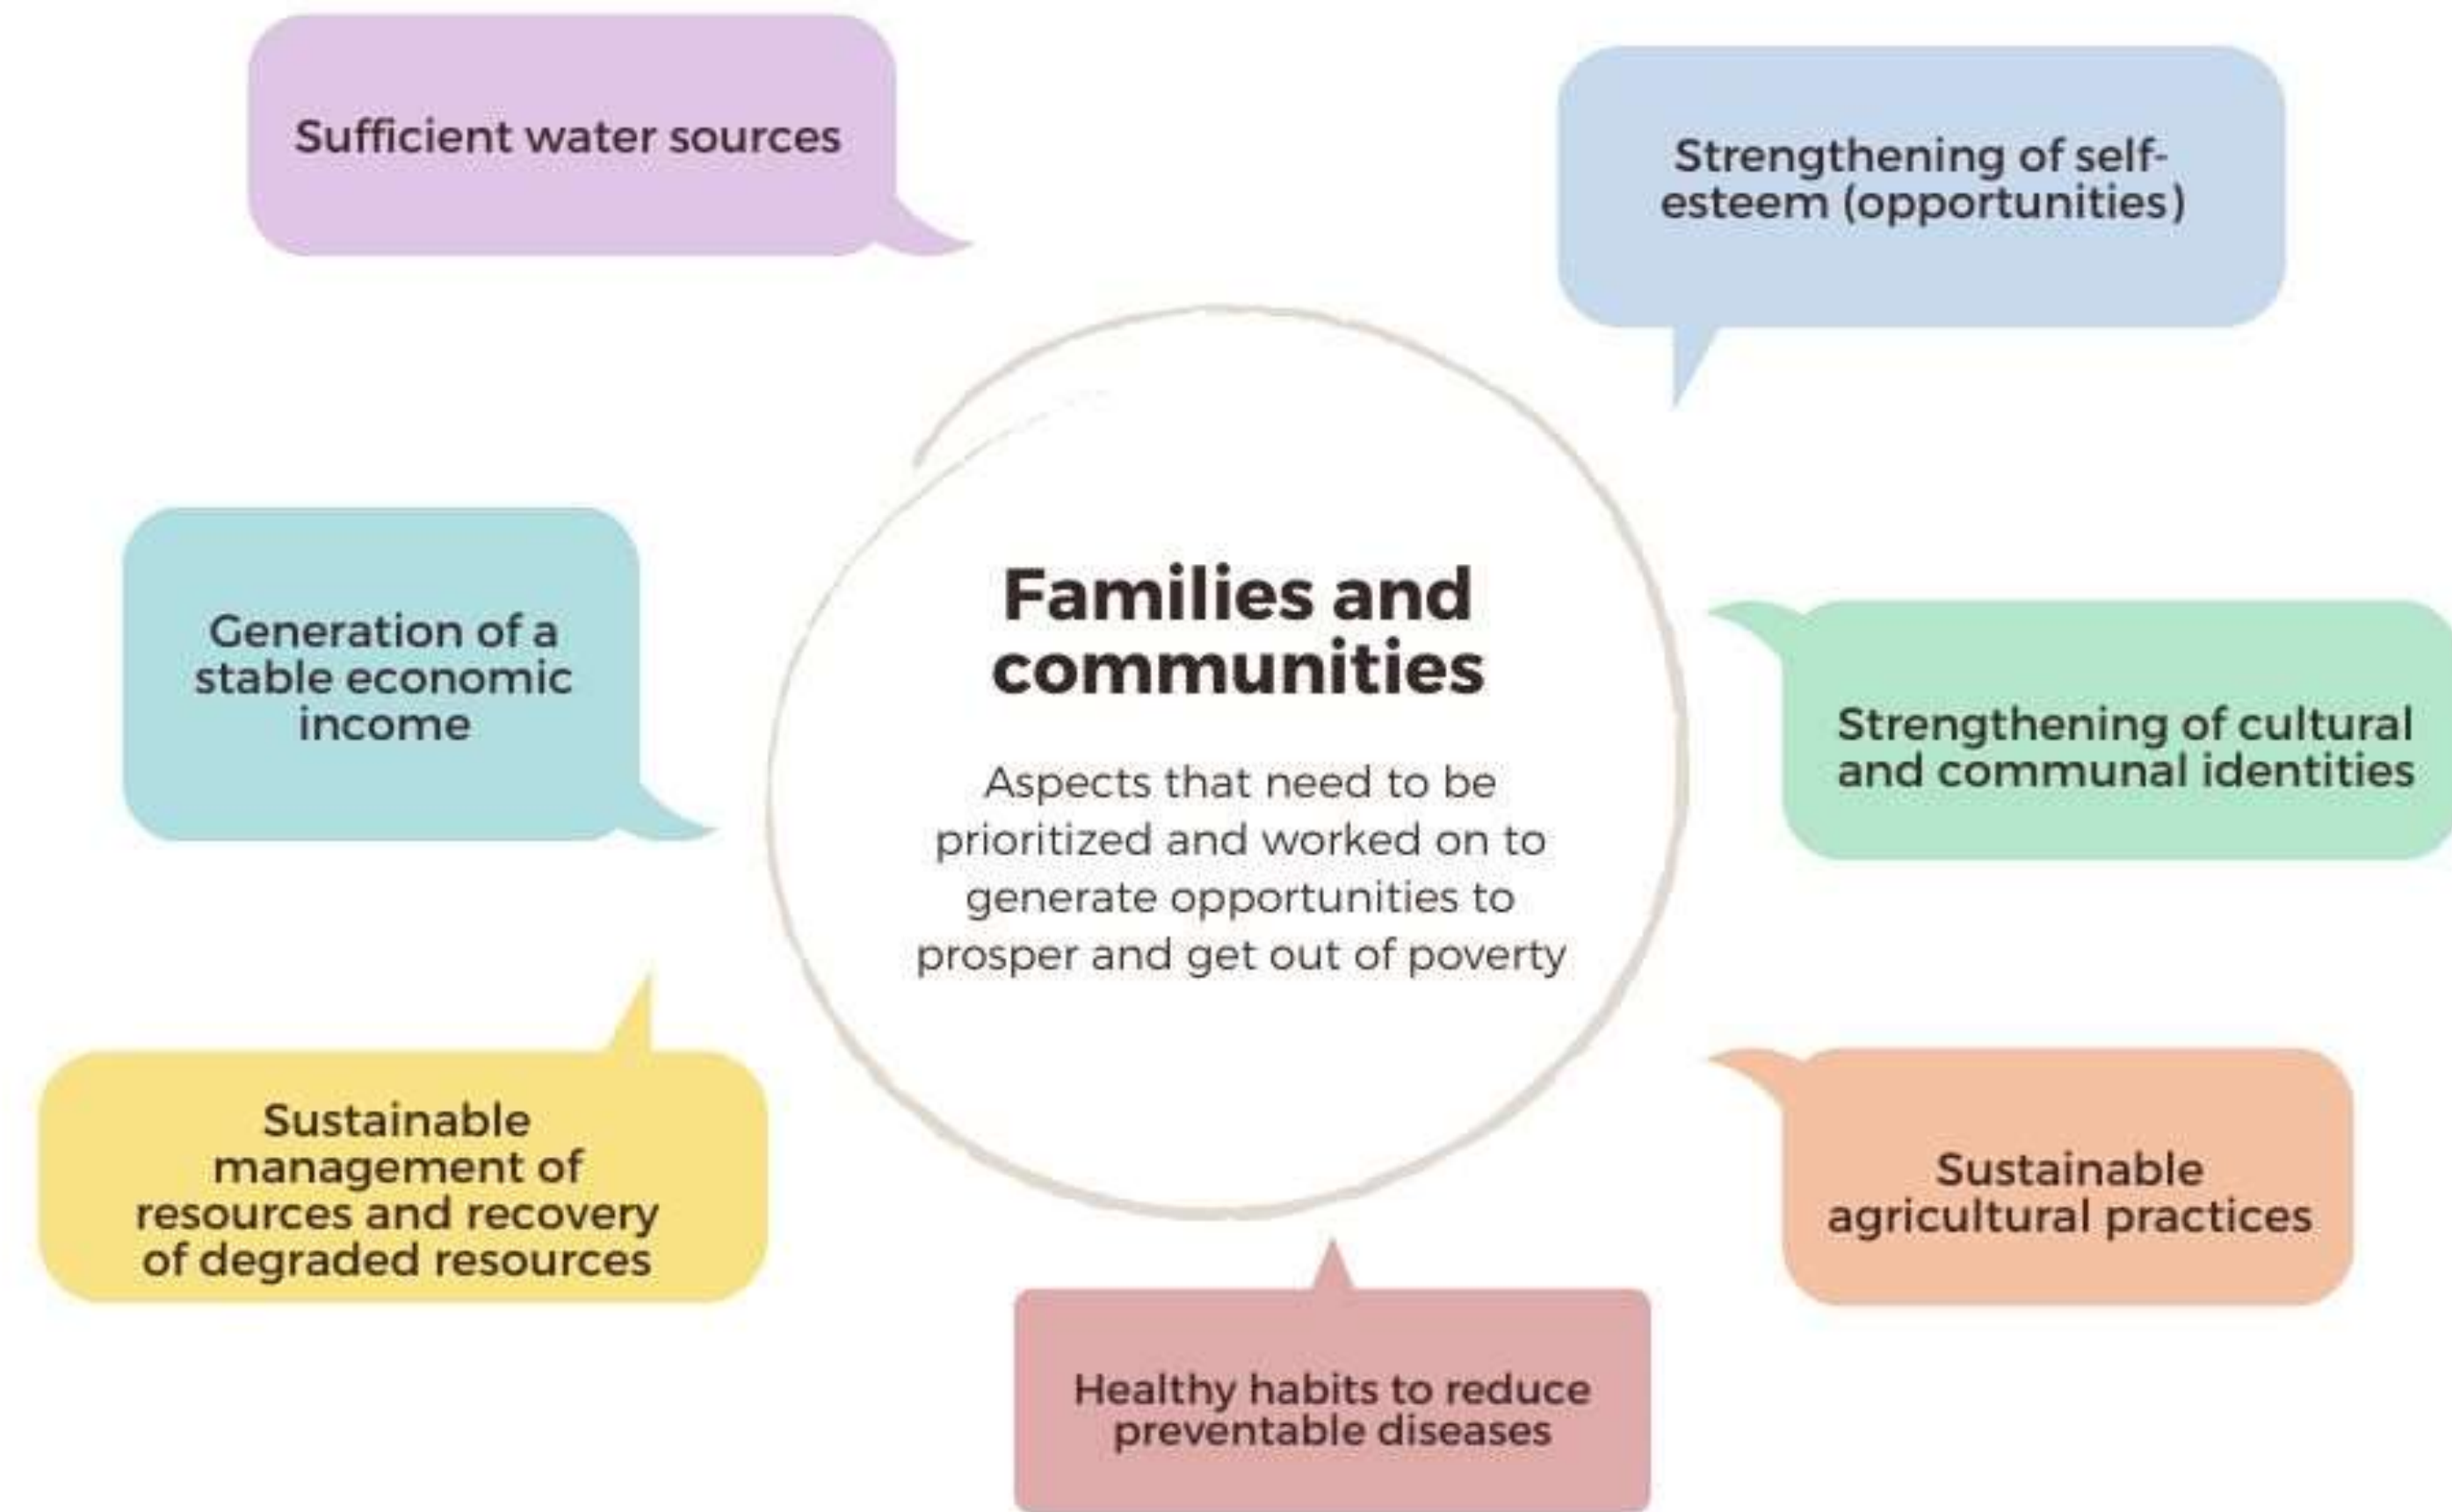 Sufficient water sources
Strengthening of self-
esteem (opportunities)
Generation of a
stable economic
income
Families and
communities
Aspects that need to be
prioritized and worked on to
generate opportunities to
prosper and get out of poverty
Strengthening of cultural
and communal identities
Sustainable
management of
resources and recovery
of degraded resources
Sustainable
agricultural practices
Healthy habits to reduce
preventable diseases